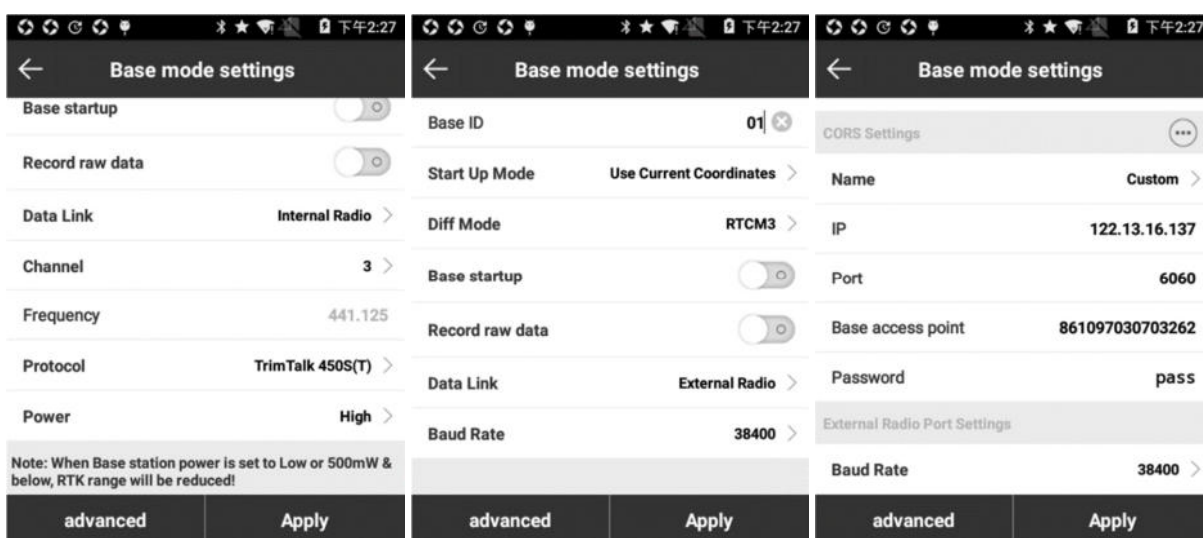 下午2:27
Base mode settings
Base startup
Record raw data
Data Link Internal Radio
Channel 3
Frequency 441.125
Protocol TrimTalk 450S(T)
Power High
Note: When Base station power is set to Low or 500mW &
below, RTK range will be reduced!
advanced Apply
下午2:27
Base mode settings
Base ID 01
Start Up Mode Use Current Coordinates
Diff Mode RTCM3
Base startup
Record raw data
Data Link External Radio
Baud Rate 38400
advanced Apply
下午2:27
Base mode settings
CORS Settings
Name Custom
IP 122.13.16.137
Port 6060
Base access point 861097030703262
Password pass
External Radio Port Settings
Baud Rate 38400
advanced Apply